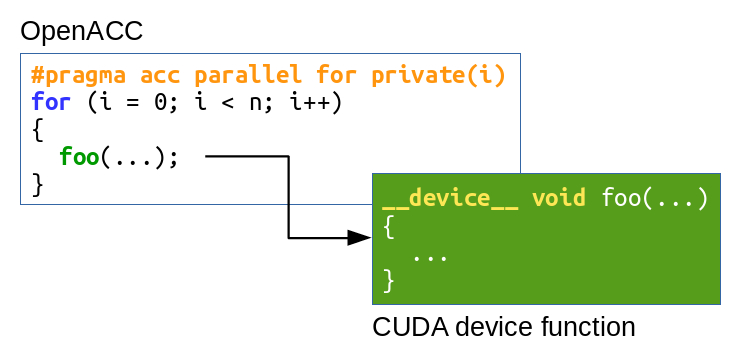 OpenACC
#pragma acc parallel for private(i)
for (i = 0; i < n; i++)
{
  foo(...);
}
__device__ void foo(...)
{
  ...
}
CUDA device function